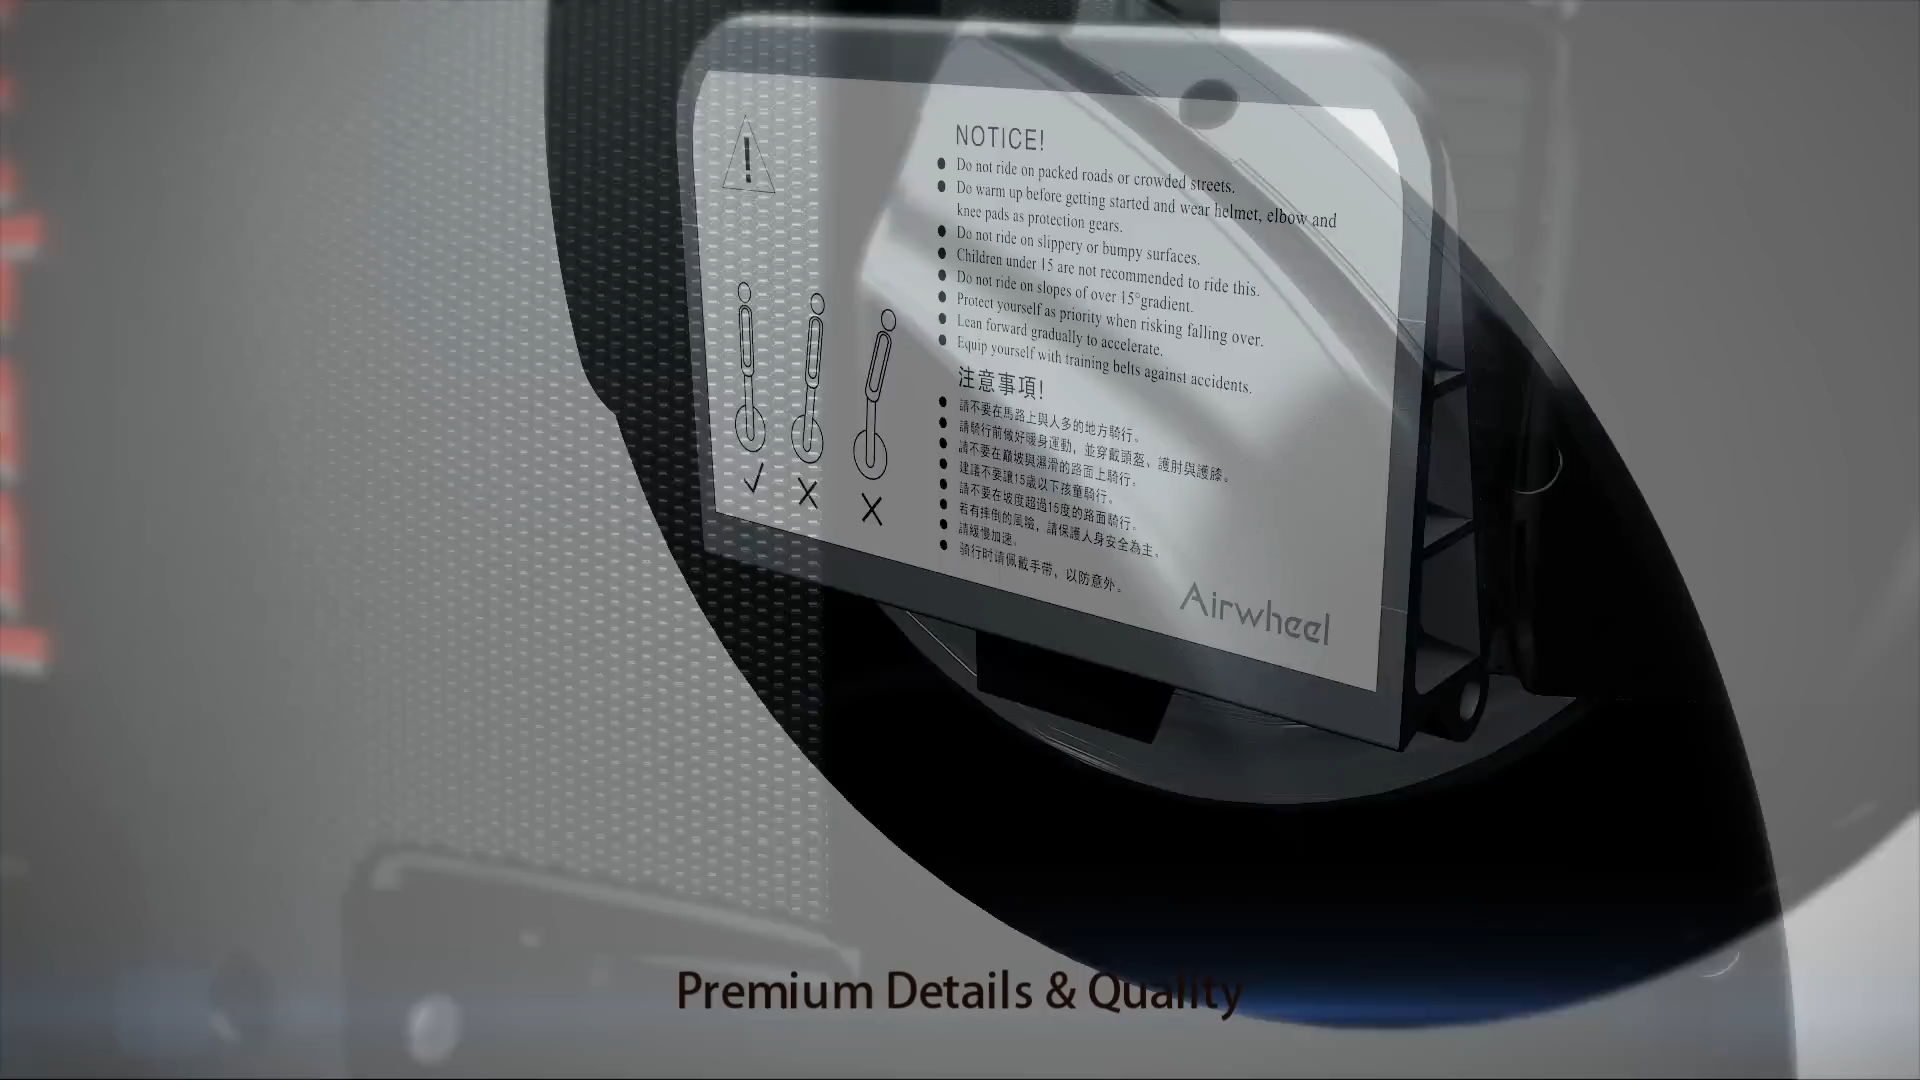 NOTICE!
Do not ride on packed roads or crowded streets.
Do warm up before getting started and wear helmet, elbow and
knee pads as protection gears.
Do not ride on slippery or bumpy surfaces.
Children under 15 are not recommended to ride this.
Do not ride on slopes of over 15°gradient.
Protect yourself as priority when risking falling over.
Lean forward gradually to accelerate.
Equip yourself with training belts against accidents.
注意事項!
請不要在馬路上與人多的地方騎行。
請騎行前做好暖身運動，並穿戴頭盔、護肘與護膝。
請不要在巔坡與濕滑的路面上騎行。
建議不要讓15歲以下孩童騎行。
請不要在坡度超過15度的路面騎行。
若有摔倒的風險，請保護人身安全為主。
請緩慢加速。
骑行时请佩戴手带，以防意外。
Airwheel
Premium Details & Quality